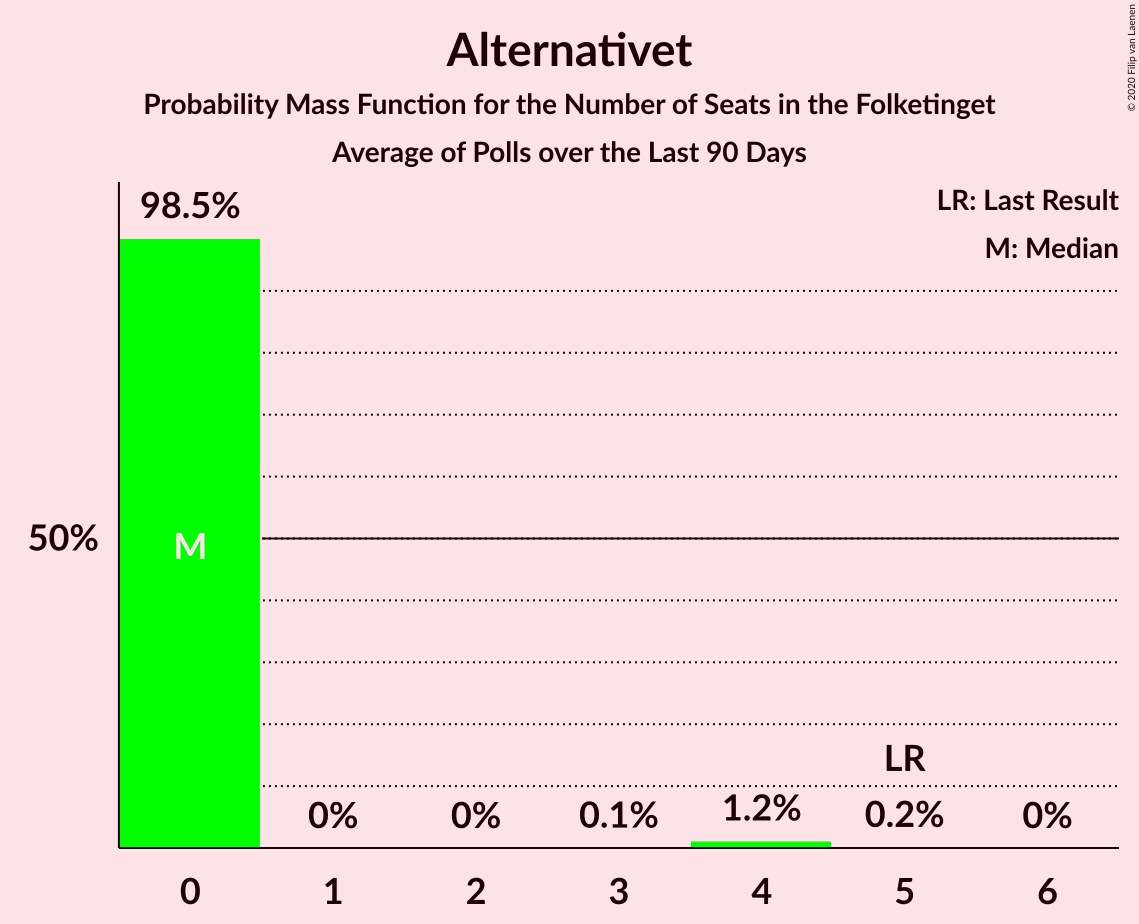 Alternativet
Probability Mass Function for the Number of Seats in the Folketinget
Average of Polls over the Last 90 Days
© 2020 Filip van Laenen
LR: Last Result
M: Median
98.5%
50%
M
LR
0%
0%
0.1%
1.2%
0.2%
0%
0
1
2
3
4
5
6